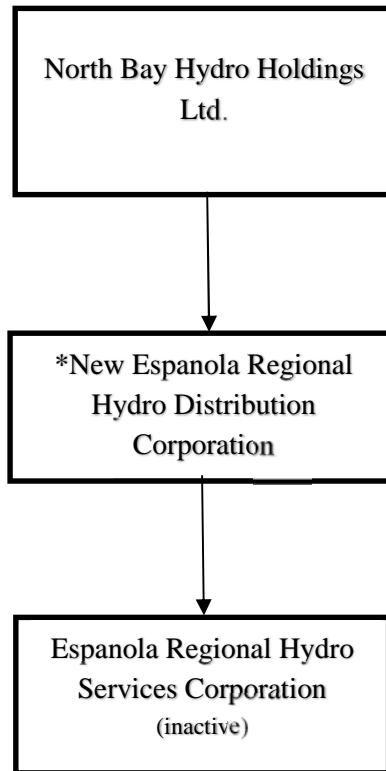 North Bay Hydro Holdings
Ltd.
*New Espanola Regional
Hydro Distribution
Corporation
Espanola Regional Hydro
Services Corporation
(inactive)